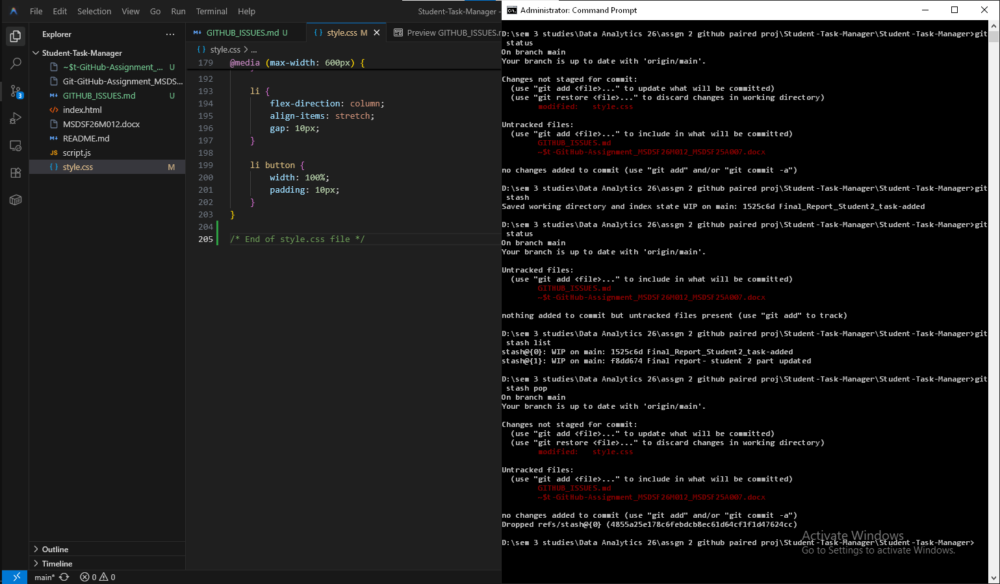 File Edit Selection View Go Run Terminal Help
Student-Task-Manager -
Explorer
Student-Task-Manager
~$t-GitHub-Assignment_... U
Git-GitHub-Assignment_MSDS...
GITHUB_ISSUES.md U
index.html
MSDSF26M012.docx
README.md
JS script.js
style.css M
3
Outline
Timeline
main* 0 0
GITHUB_ISSUES.md U
style.css M
Preview GITHUB_ISSUES.r
style.css > ...
179 @media (max-width: 600px) {
192
193 li {
194 flex-direction: column;
195 align-items: stretch;
196 gap: 10px;
197 }
198
199 li button {
200 width: 100%;
201 padding: 10px;
202 }
203 }
204
205 /* End of style.css file */
Administrator: Command Prompt
D:\sem 3 studies\Data Analytics 26\assgn 2 github paired proj\Student-Task-Manager\Student-Task-Manager>git
status
On branch main
Your branch is up to date with 'origin/main'.
Changes not staged for commit:
(use "git add <file>..." to update what will be committed)
(use "git restore <file>..." to discard changes in working directory)
modified: style.css
Untracked files:
(use "git add <file>..." to include in what will be committed)
GITHUB_ISSUES.md
~$t-GitHub-Assignment_MSDSF26M012_MSDSF25A007.docx
no changes added to commit (use "git add" and/or "git commit -a")
D:\sem 3 studies\Data Analytics 26\assgn 2 github paired proj\Student-Task-Manager\Student-Task-Manager>git
stash
Saved working directory and index state WIP on main: 1525c6d Final_Report_Student2_task-added
D:\sem 3 studies\Data Analytics 26\assgn 2 github paired proj\Student-Task-Manager\Student-Task-Manager>git
status
On branch main
Your branch is up to date with 'origin/main'.
Untracked files:
(use "git add <file>..." to include in what will be committed)
GITHUB_ISSUES.md
~$t-GitHub-Assignment_MSDSF26M012_MSDSF25A007.docx
nothing added to commit but untracked files present (use "git add" to track)
D:\sem 3 studies\Data Analytics 26\assgn 2 github paired proj\Student-Task-Manager\Student-Task-Manager>git
stash list
stash@{0}: WIP on main: 1525c6d Final_Report_Student2_task-added
stash@{1}: WIP on main: f8dd674 Final report- student 2 part updated
D:\sem 3 studies\Data Analytics 26\assgn 2 github paired proj\Student-Task-Manager\Student-Task-Manager>git
stash pop
On branch main
Your branch is up to date with 'origin/main'.
Changes not staged for commit:
(use "git add <file>..." to update what will be committed)
(use "git restore <file>..." to discard changes in working directory)
modified: style.css
Untracked files:
(use "git add <file>..." to include in what will be committed)
GITHUB_ISSUES.md
~$t-GitHub-Assignment_MSDSF26M012_MSDSF25A007.docx
no changes added to commit (use "git add" and/or "git commit -a")
Dropped refs/stash@{0} (4855a25e178c6febdcb8ec61d64cf1f1d47624cc)
D:\sem 3 studies\Data Analytics 26\assgn 2 github paired proj\Student-Task-Manager\Student-Task-Manager>
Activate Windows
Go to Settings to activate Windows.